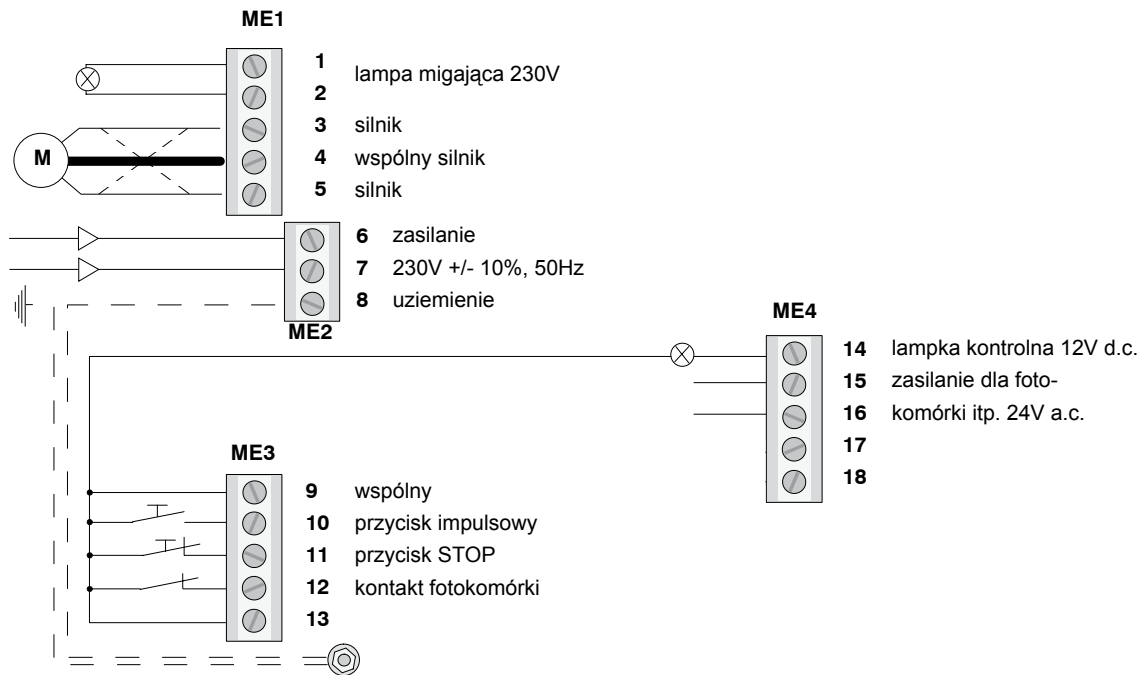 ME1
1
lampa migająca 230V
2
3 silnik
M
4 wspólny silnik
5 silnik
6 zasilanie
7 230V +/- 10%, 50Hz
8 uziemienie
ME2
ME4
14 lampka kontrolna 12V d.c.
15 zasilanie dla foto-
16 komórki itp. 24V a.c.
17
18
ME3
9 wspólny
10 przycisk impulsowy
11 przycisk STOP
12 kontakt fotokomórki
13